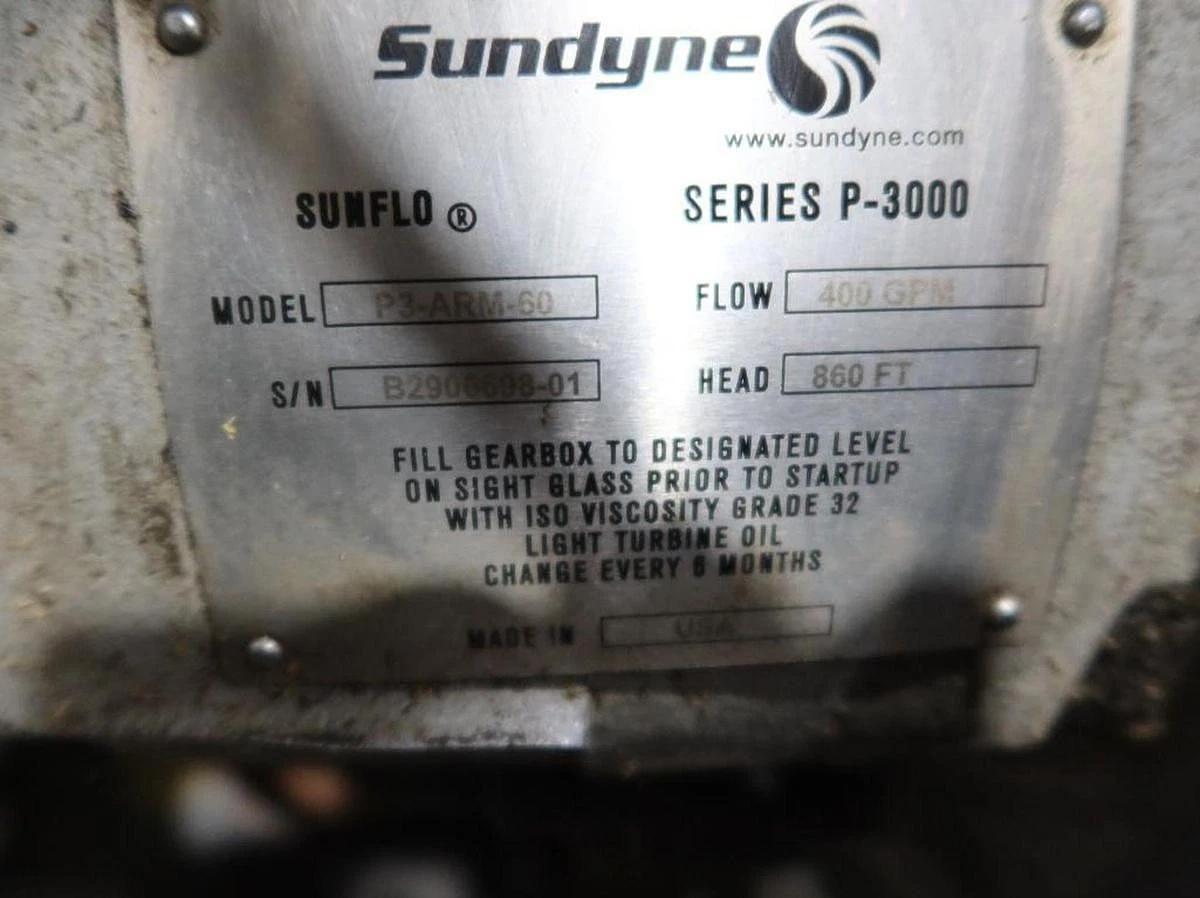 Sundyne
www.sundyne.com
SUNFLO ® SERIES P-3000
MODEL P3-ARM-60 FLOW 400 GPM
S/N HEAD 860 FT
FILL GEARBOX TO DESIGNATED LEVEL
ON SIGHT GLASS PRIOR TO STARTUP
WITH ISO VISCOSITY GRADE 32
LIGHT TURBINE OIL
CHANGE EVERY 6 MONTHS
MADE IN USA